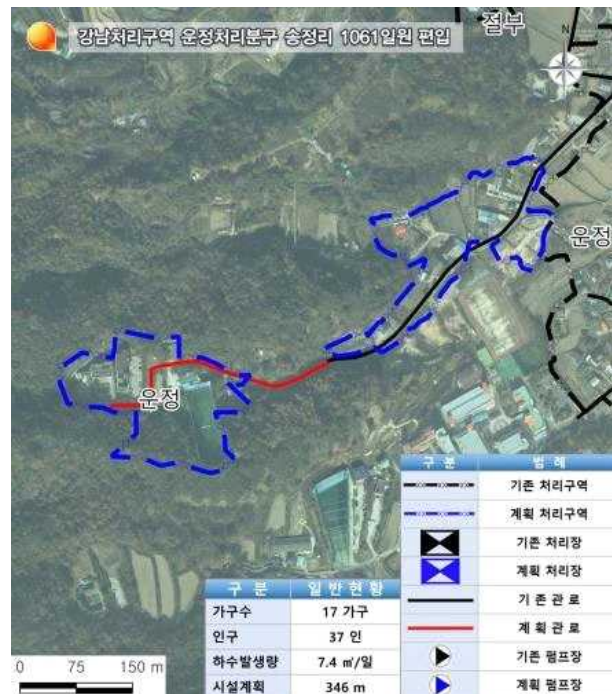 강남처리구역 운정처리분구 송정리 1061일원 편입
절부
N
운정
운정
구 분 범 례
기존 처리구역
계획 처리구역
기존 처리장
계획 처리장
기 존 관 로
계 획 관 로
기존 펌프장
계획 펌프장
구 분 일 반 현 황
가구수 17 가구
인구 37 인
하수발생량 7.4 ㎥/일
시설계획 346 m
0 75 150 m